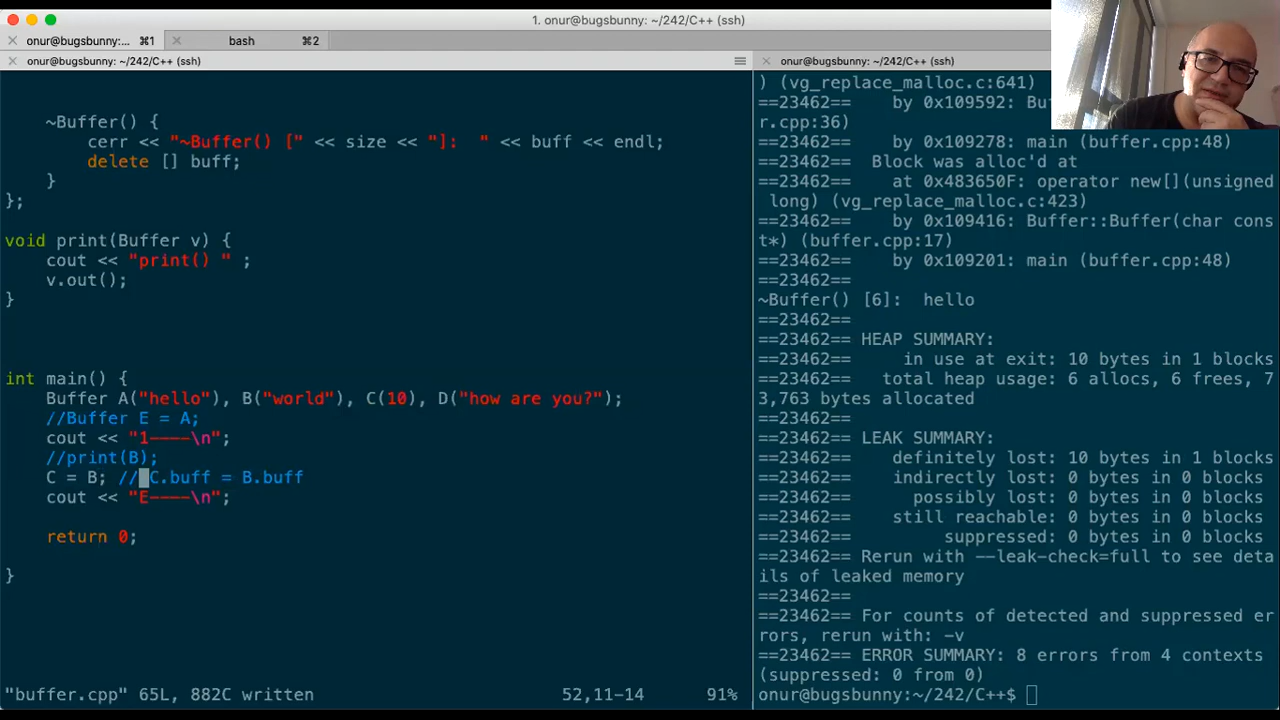 1. onur@bugsbunny: ~/242/C++ (ssh)
onur@bugsbunny:... ⌘1
bash ⌘2
onur@bugsbunny: ~/242/C++ (ssh)
~Buffer() {
cerr << "~Buffer() [" << size << "]:  " << buff << endl;
delete [] buff;
}
};
void print(Buffer v) {
cout << "print() " ;
v.out();
}
int main() {
Buffer A("hello"), B("world"), C(10), D("how are you?");
//Buffer E = A;
cout << "1----\n";
//print(B);
C = B; // C.buff = B.buff
cout << "E----\n";
return 0;
}
"buffer.cpp" 65L, 882C written 52,11-14 91%
onur@bugsbunny: ~/242/C++ (ssh)
) (vg_replace_malloc.c:641)
==23462==    by 0x109592: Bu
r.cpp:36)
==23462==    by 0x109278: main (buffer.cpp:48)
==23462==  Block was alloc'd at
==23462==    at 0x483650F: operator new[](unsigned
long) (vg_replace_malloc.c:423)
==23462==    by 0x109416: Buffer::Buffer(char cons
t*) (buffer.cpp:17)
==23462==    by 0x109201: main (buffer.cpp:48)
~Buffer() [6]:  hello
==23462==
==23462== HEAP SUMMARY:
==23462==     in use at exit: 10 bytes in 1 blocks
==23462==   total heap usage: 6 allocs, 6 frees, 7
3,763 bytes allocated
==23462==
==23462== LEAK SUMMARY:
==23462==    definitely lost: 10 bytes in 1 blocks
==23462==    indirectly lost: 0 bytes in 0 blocks
==23462==      possibly lost: 0 bytes in 0 blocks
==23462==    still reachable: 0 bytes in 0 blocks
==23462==         suppressed: 0 bytes in 0 blocks
==23462== Rerun with --leak-check=full to see deta
ils of leaked memory
==23462==
==23462== For counts of detected and suppressed er
rors, rerun with: -v
==23462== ERROR SUMMARY: 8 errors from 4 contexts
(suppressed: 0 from 0)
onur@bugsbunny:~/242/C++$